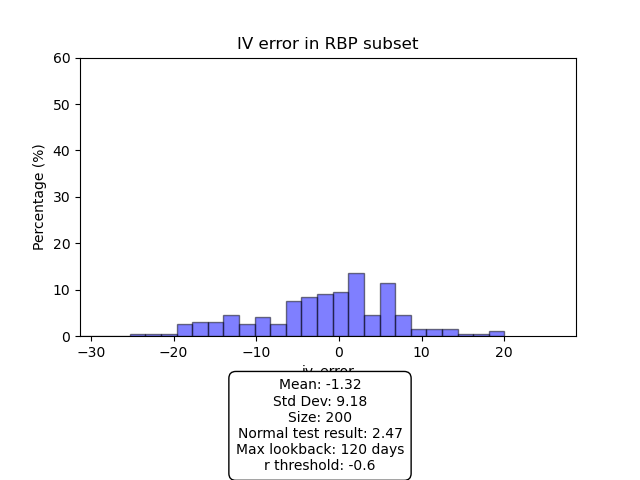 IV error in RBP subset
60
50
40
30
20
10
0
Percentage (%)
−30
−20
−10
0
10
20
iv_error
Mean: -1.32
Std Dev: 9.18
Size: 200
Normal test result: 2.47
Max lookback: 120 days
r threshold: -0.6